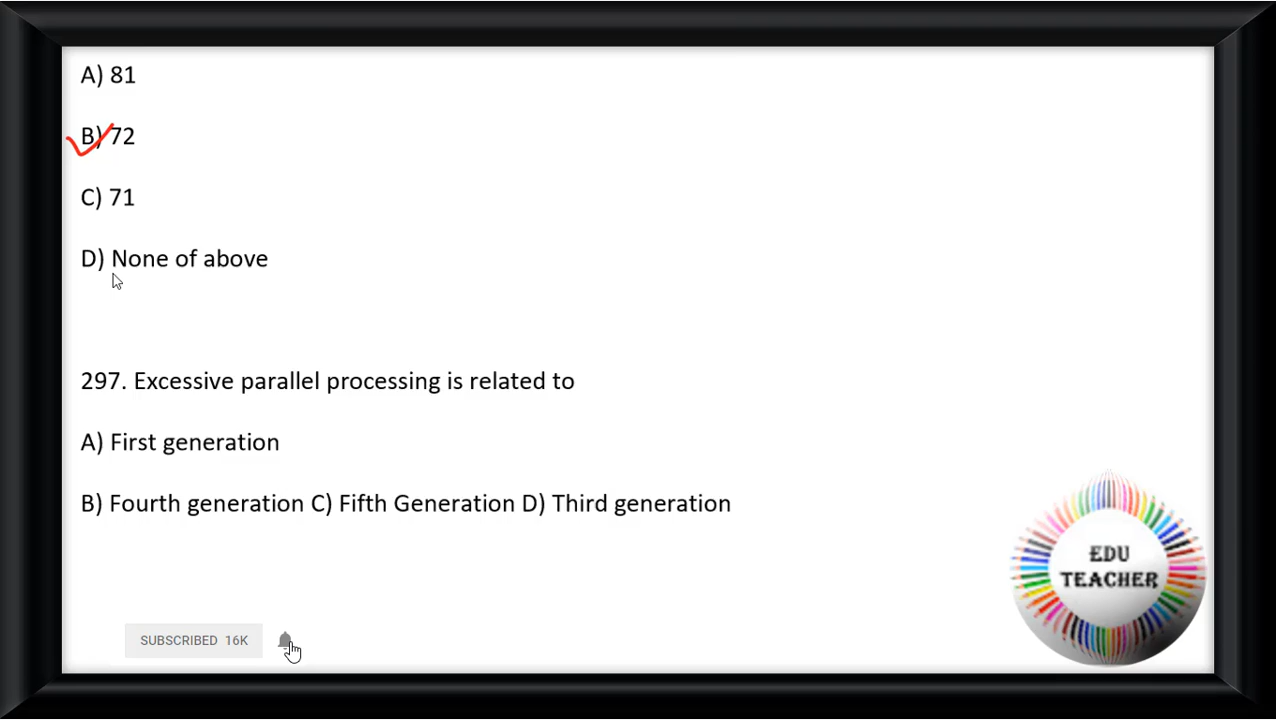 A) 81
B) 72
C) 71
D) None of above
297. Excessive parallel processing is related to
A) First generation
B) Fourth generation C) Fifth Generation D) Third generation
EDU
TEACHER
SUBSCRIBED 16K